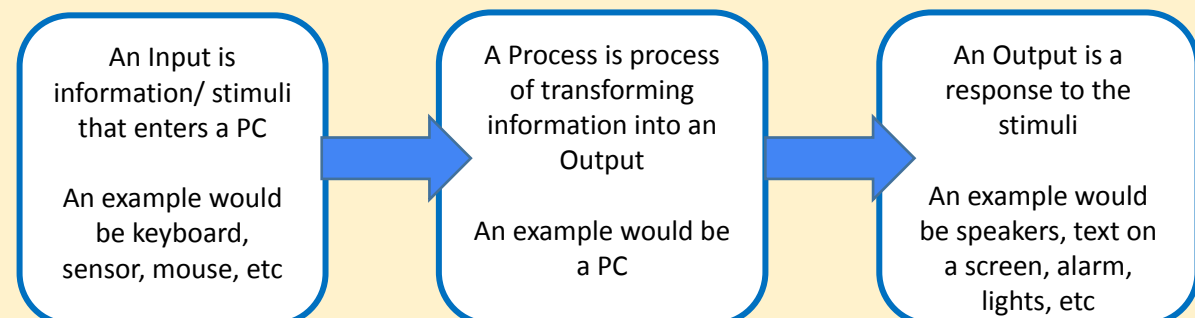 An Input is
information/ stimuli
that enters a PC
An example would
be keyboard,
sensor, mouse, etc
A Process is process
of transforming
information into an
Output
An example would be
a PC
An Output is a
response to the
stimuli
An example would
be speakers, text on
a screen, alarm,
lights, etc